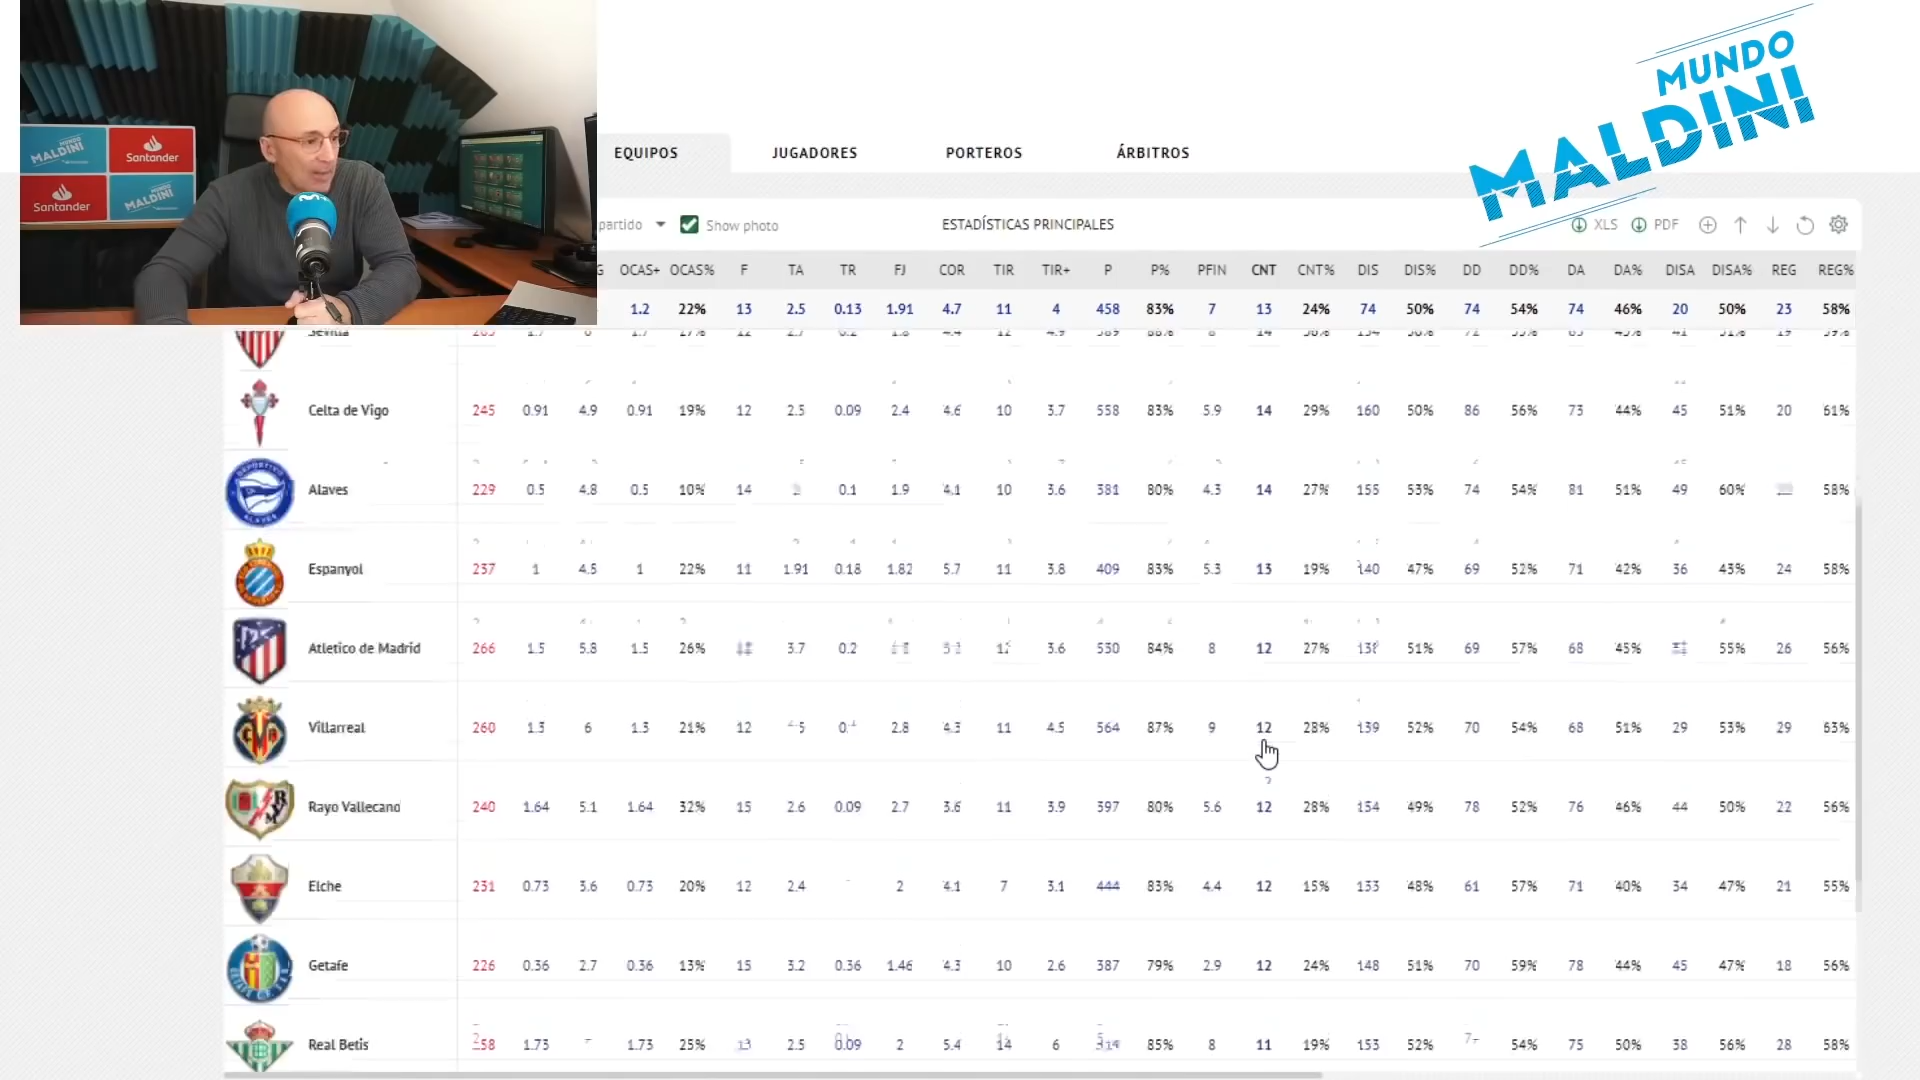 MUNDO
MALDINI
MUNDO
MALDINI
Santander
Santander
MALDINI
EQUIPOS JUGADORES PORTEROS ÁRBITROS
partido Show photo ESTADÍSTICAS PRINCIPALES XLS PDF
G OCAS+ OCAS% F TA TR FJ COR TIR TIR+ P P% PFIN CNT CNT% DIS DIS% DD DD% DA DA% DISA DISA% REG REG%
1.2 22% 13 2.5 0.13 1.91 4.7 11 4 458 83% 7 13 24% 74 50% 74 54% 74 46% 20 50% 23 58%
Sevilla
Celta de Vigo 245 0.91 4.9 0.91 19% 12 2.5 0.09 2.4 4.6 10 3.7 558 83% 5.9 14 29% 160 50% 86 56% 73 44% 45 51% 20 61%
Alaves 229 0.5 4.8 0.5 10% 14 0.1 1.9 4.1 10 3.6 381 80% 4.3 14 27% 155 53% 74 54% 81 51% 49 60% 58%
Espanyol 237 1 4.5 1 22% 11 1.91 0.18 1.82 5.7 11 3.8 409 83% 5.3 13 19% 140 47% 69 52% 71 42% 36 43% 24 58%
Atletico de Madrid 266 1.5 5.8 1.5 26% 3.7 0.2 3.6 530 84% 8 12 27% 51% 69 57% 68 45% 55% 26 56%
Villarreal 260 1.3 6 1.3 21% 12 2.8 4.3 11 4.5 564 87% 9 12 28% 139 52% 70 54% 68 51% 29 53% 29 63%
Rayo Vallecano 240 1.64 5.1 1.64 32% 15 2.6 0.09 2.7 3.6 11 3.9 397 80% 5.6 12 28% 154 49% 78 52% 76 46% 44 50% 22 56%
Elche 231 0.73 3.6 0.73 20% 12 2.4 2 4.1 7 3.1 444 83% 4.4 12 15% 133 48% 61 57% 71 40% 34 47% 21 55%
Getafe 226 0.36 2.7 0.36 13% 15 3.2 0.36 1.46 4.3 10 2.6 387 79% 2.9 12 24% 148 51% 70 59% 78 44% 45 47% 18 56%
Real Betis 258 1.73 1.73 25% 13 2.5 0.09 2 5.4 14 6 85% 8 11 19% 153 52% 54% 75 50% 38 56% 28 58%